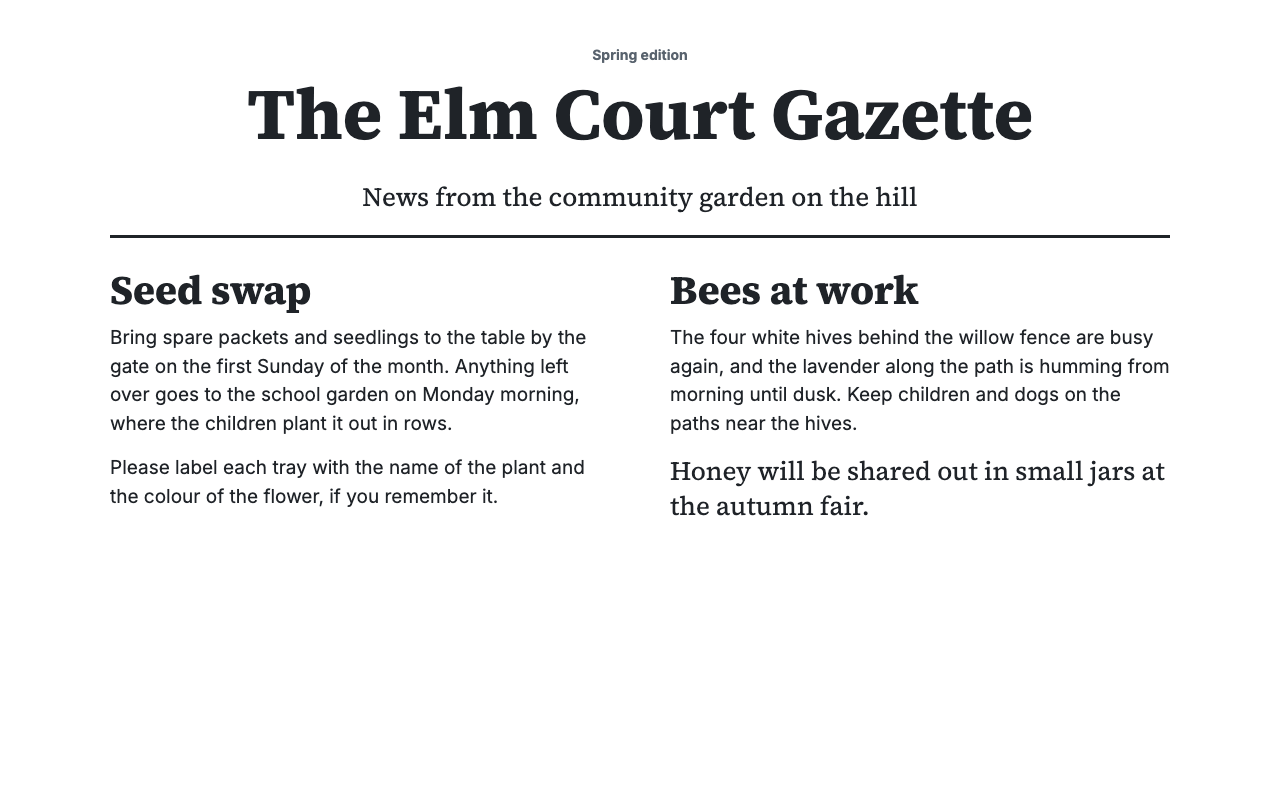 Spring edition
The Elm Court Gazette
News from the community garden on the hill
Seed swap
Bring spare packets and seedlings to the table by the
gate on the first Sunday of the month. Anything left
over goes to the school garden on Monday morning,
where the children plant it out in rows.
Please label each tray with the name of the plant and
the colour of the flower, if you remember it.
Bees at work
The four white hives behind the willow fence are busy
again, and the lavender along the path is humming from
morning until dusk. Keep children and dogs on the
paths near the hives.
Honey will be shared out in small jars at
the autumn fair.